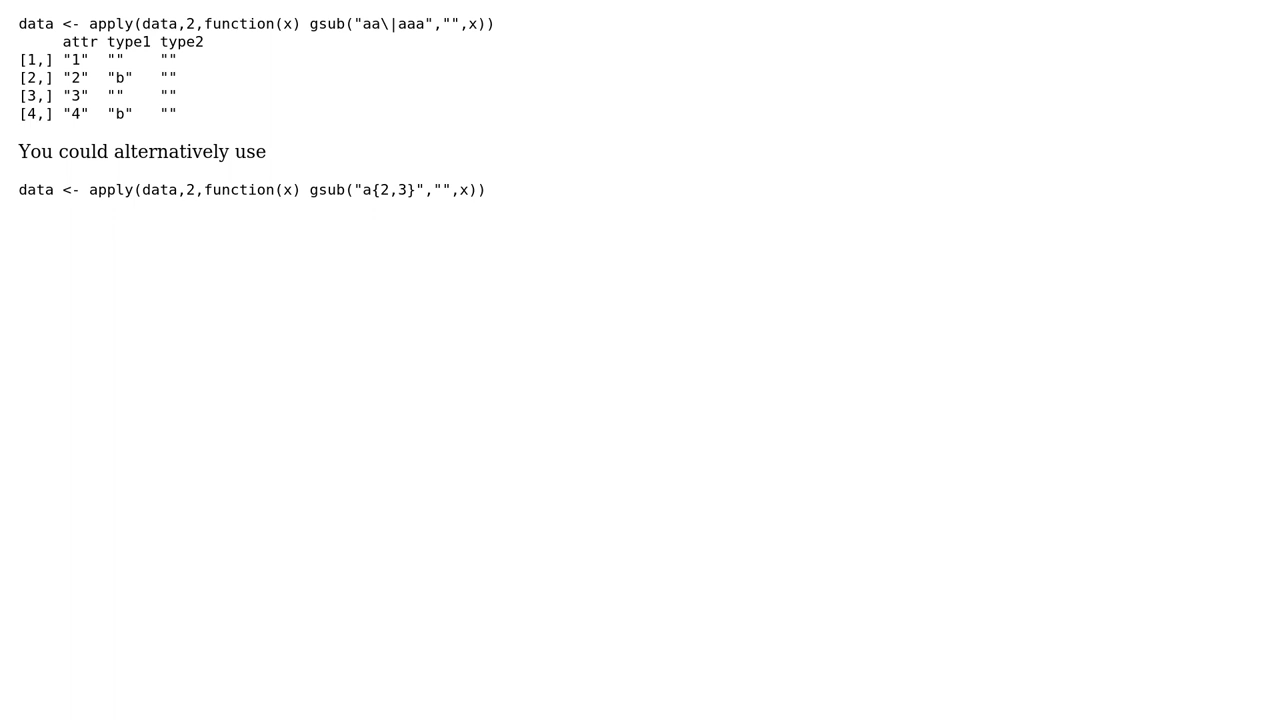 data <- apply(data,2,function(x) gsub("aa\|aaa","",x))
     attr type1 type2
[1,] "1"  ""    ""
[2,] "2"  "b"   ""
[3,] "3"  ""    ""
[4,] "4"  "b"   ""
You could alternatively use
data <- apply(data,2,function(x) gsub("a{2,3}","",x))